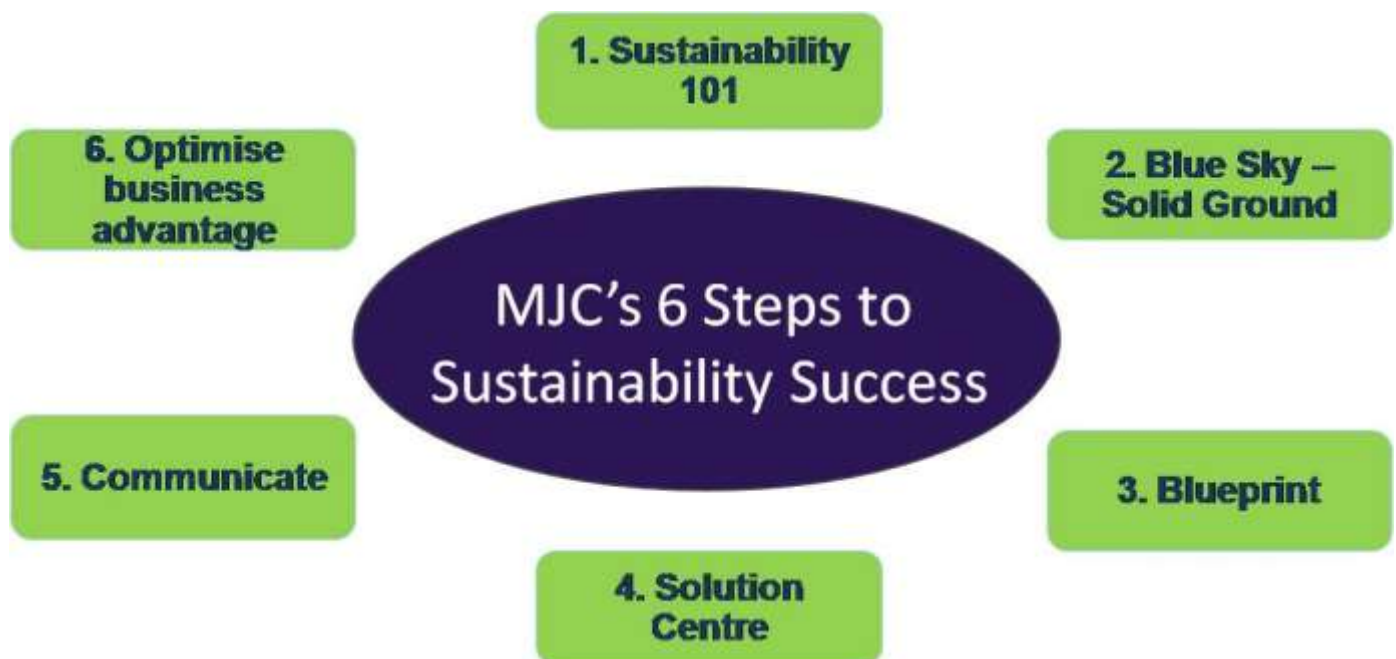 1. Sustainability
101
2. Blue Sky –
Solid Ground
3. Blueprint
4. Solution
Centre
5. Communicate
6. Optimise
business
advantage
MJC’s 6 Steps to
Sustainability Success